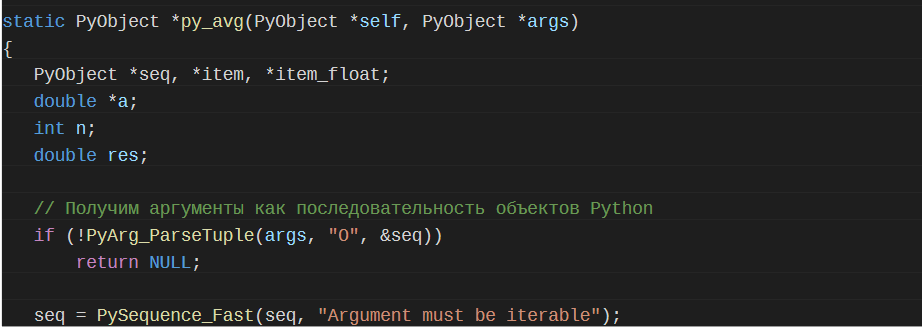 static PyObject *py_avg(PyObject *self, PyObject *args)
{
PyObject *seq, *item, *item_float;
double *a;
int n;
double res;
// Получим аргументы как последовательность объектов Python
if (!PyArg_ParseTuple(args, "O", &seq))
return NULL;
seq = PySequence_Fast(seq, "Argument must be iterable");